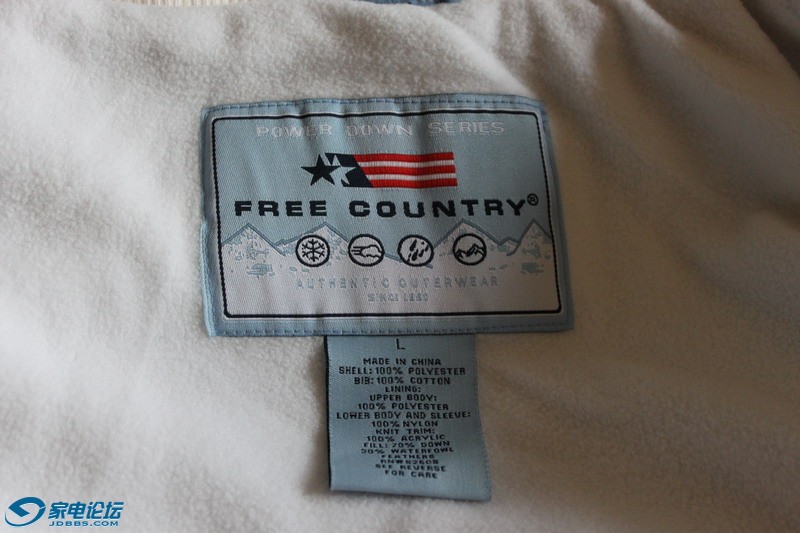 POWER DOWN SERIES
FREE COUNTRY®
AUTHENTIC OUTERWEAR
L
MADE IN CHINA
SHELL: 100% POLYESTER
BIB: 100% COTTON
LINING:
UPPER BODY:
100% POLYESTER
LOWER BODY AND SLEEVE:
100% NYLON
KNIT TRIM:
100% ACRYLIC
FILL: 70% DOWN
30% WATERFOWL
FEATHERS
SEE REVERSE
FOR CARE
家电论坛
JDBBS.COM